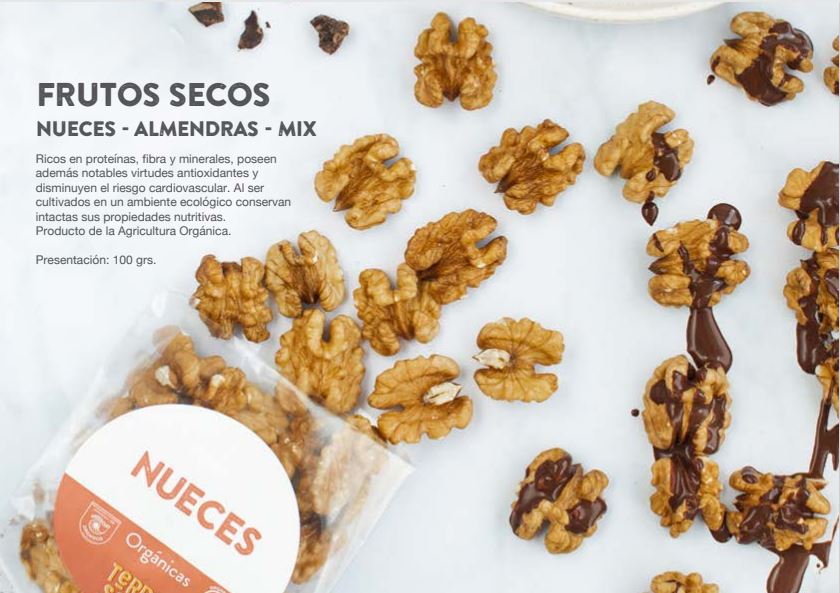 FRUTOS SECOS
NUECES - ALMENDRAS - MIX
Ricos en proteínas, fibra y minerales, poseen
además notables virtudes antioxidantes y
disminuyen el riesgo cardiovascular. Al ser
cultivados en un ambiente ecológico conservan
intactas sus propiedades nutritivas.
Producto de la Agricultura Orgánica.
Presentación: 100 grs.
NUECES
Orgánicas